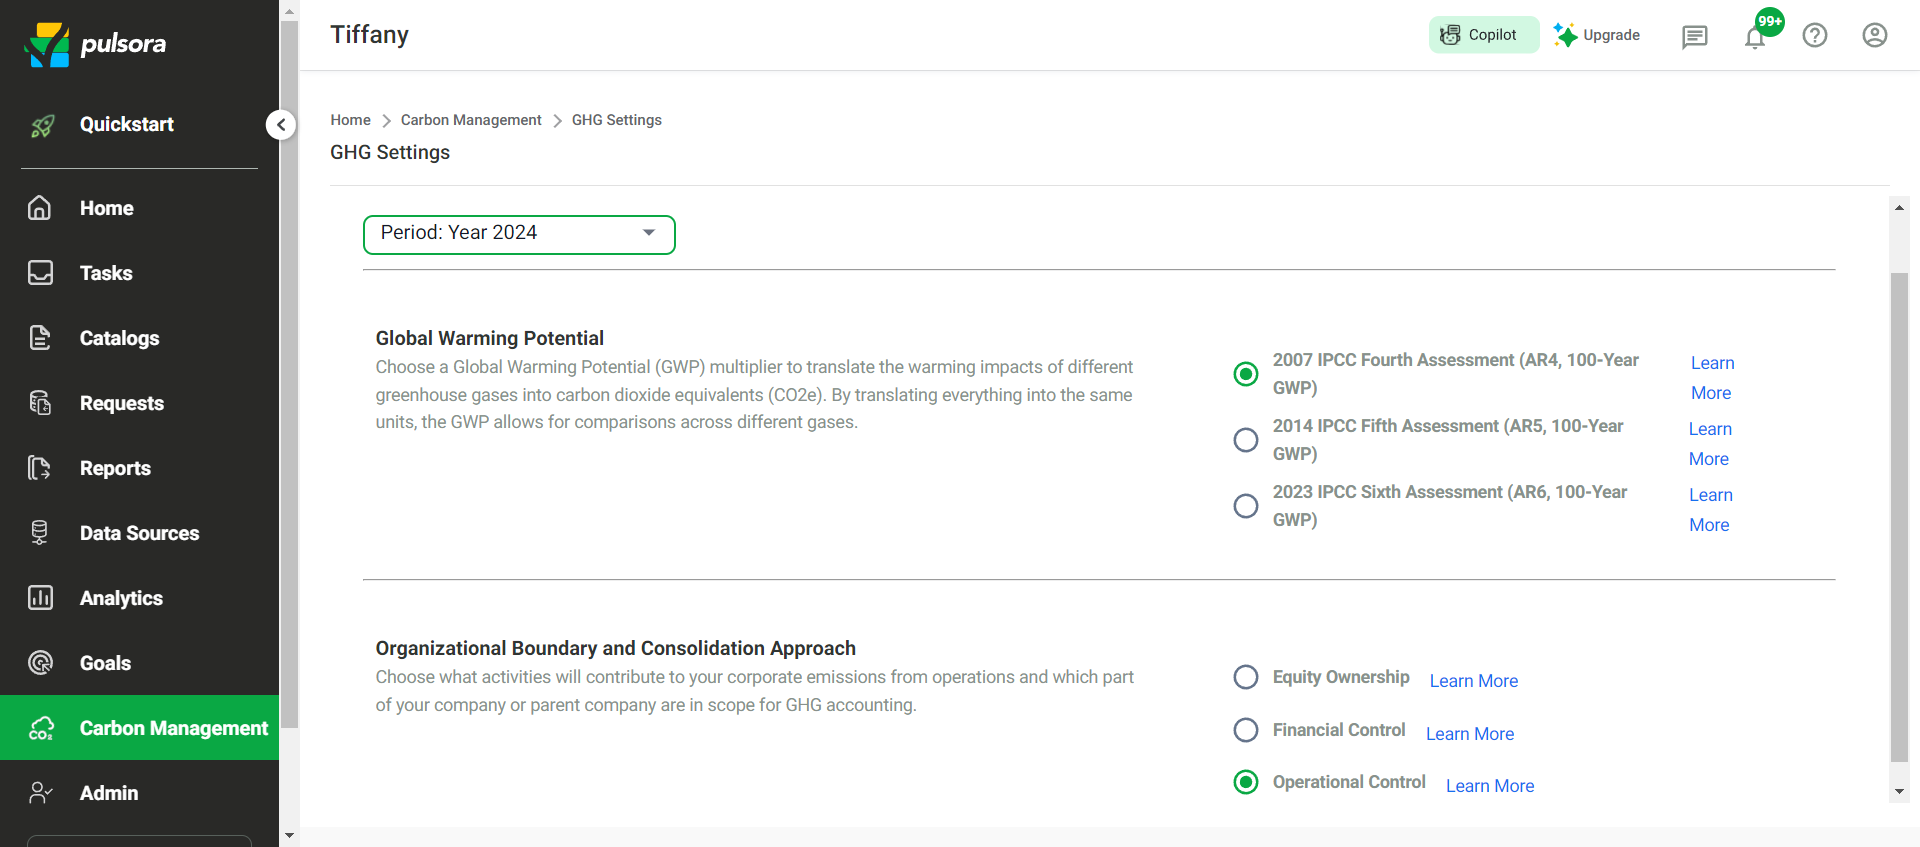 pulsora
Tiffany
Copilot
Upgrade
99+
Quickstart
Home
Tasks
Catalogs
Requests
Reports
Data Sources
Analytics
Goals
CO₂ Carbon Management
Admin
Home > Carbon Management > GHG Settings
GHG Settings
Period: Year 2024
Global Warming Potential
Choose a Global Warming Potential (GWP) multiplier to translate the warming impacts of different
greenhouse gases into carbon dioxide equivalents (CO2e). By translating everything into the same
units, the GWP allows for comparisons across different gases.
2007 IPCC Fourth Assessment (AR4, 100-Year
GWP)
Learn
More
2014 IPCC Fifth Assessment (AR5, 100-Year
GWP)
Learn
More
2023 IPCC Sixth Assessment (AR6, 100-Year
GWP)
Learn
More
Organizational Boundary and Consolidation Approach
Choose what activities will contribute to your corporate emissions from operations and which part
of your company or parent company are in scope for GHG accounting.
Equity Ownership Learn More
Financial Control Learn More
Operational Control Learn More